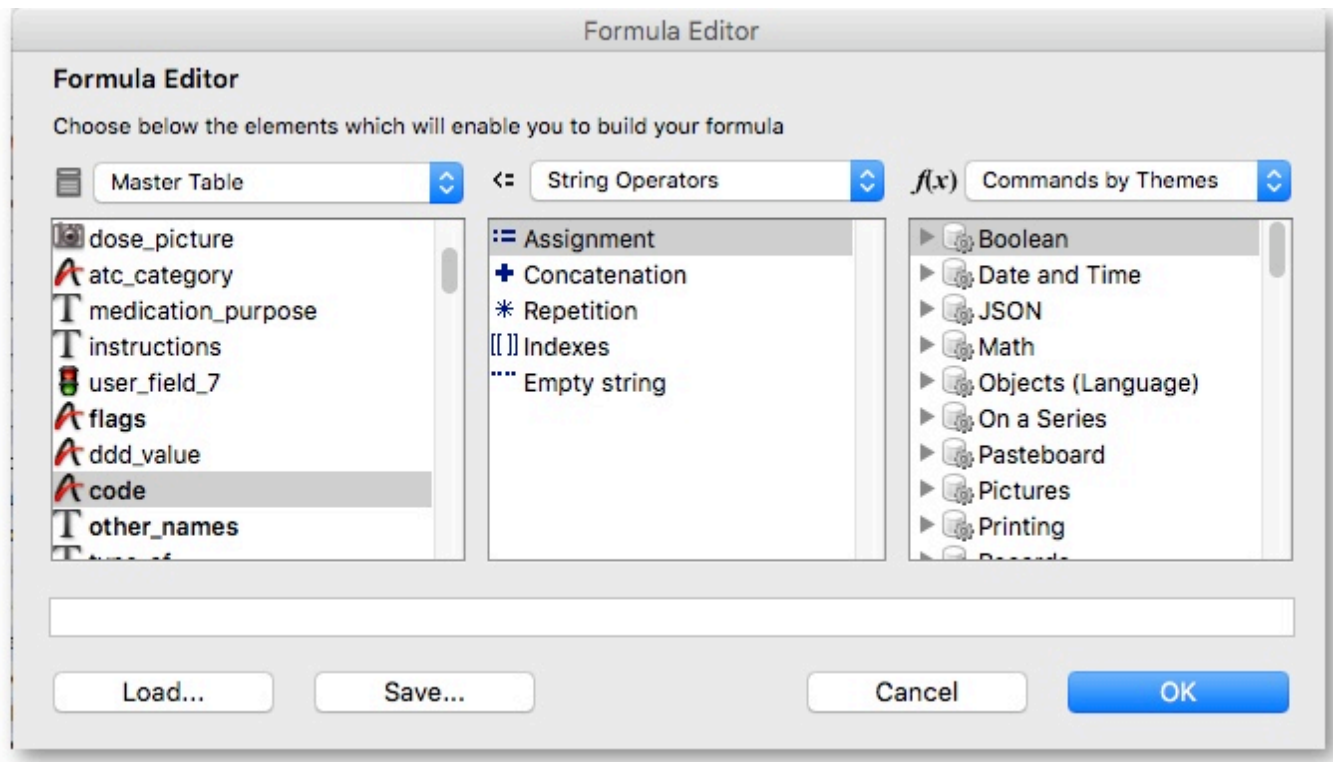 Formula Editor
Formula Editor
Choose below the elements which will enable you to build your formula
Master Table
<= String Operators
f(x) Commands by Themes
dose_picture
atc_category
medication_purpose
instructions
user_field_7
flags
ddd_value
code
other_names
:= Assignment
+ Concatenation
* Repetition
[[ ]] Indexes
"" Empty string
Boolean
Date and Time
JSON
Math
Objects (Language)
On a Series
Pasteboard
Pictures
Printing
Load...
Save...
Cancel
OK